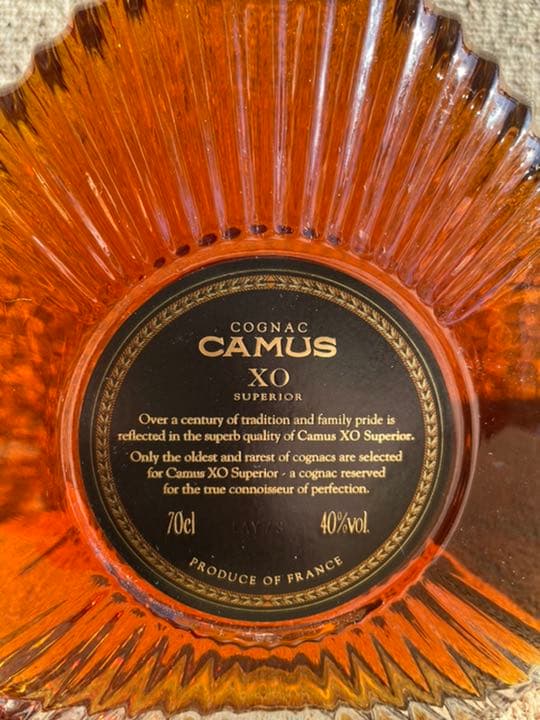 COGNAC
CAMUS
XO
SUPERIOR
Over a century of tradition and family pride is
reflected in the superb quality of Camus XO Superior.
Only the oldest and rarest of cognacs are selected
for Camus XO Superior - a cognac reserved
for the true connoisseur of perfection.
70cl 40%vol.
PRODUCE OF FRANCE